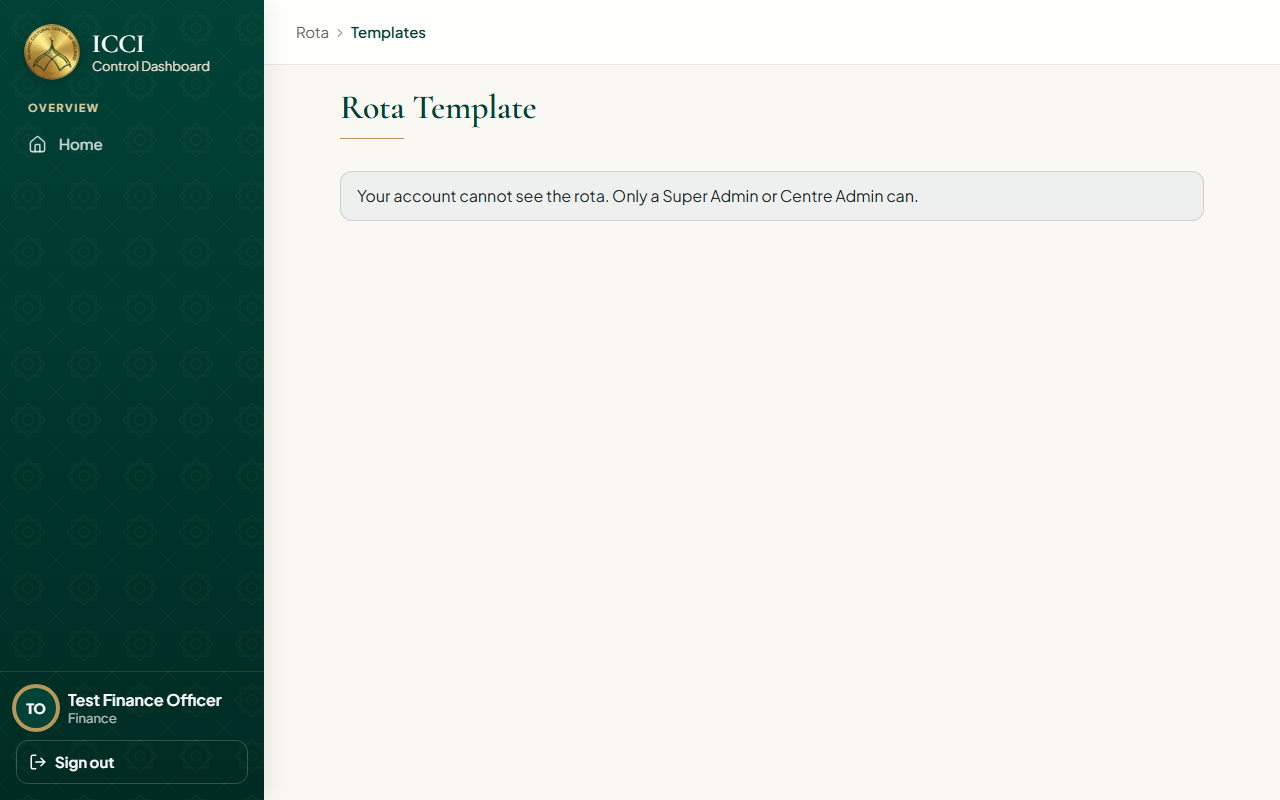 ICCI
Control Dashboard
OVERVIEW
Home
TO
Test Finance Officer
Finance
Sign out
Rota > Templates
Rota Template
Your account cannot see the rota. Only a Super Admin or Centre Admin can.